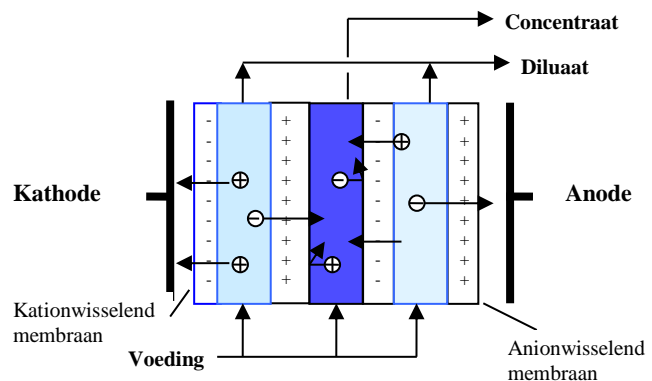 Concentraat
Diluaat
Kathode
Anode
Kationwisselend
membraan
Voeding
Anionwisselend
membraan